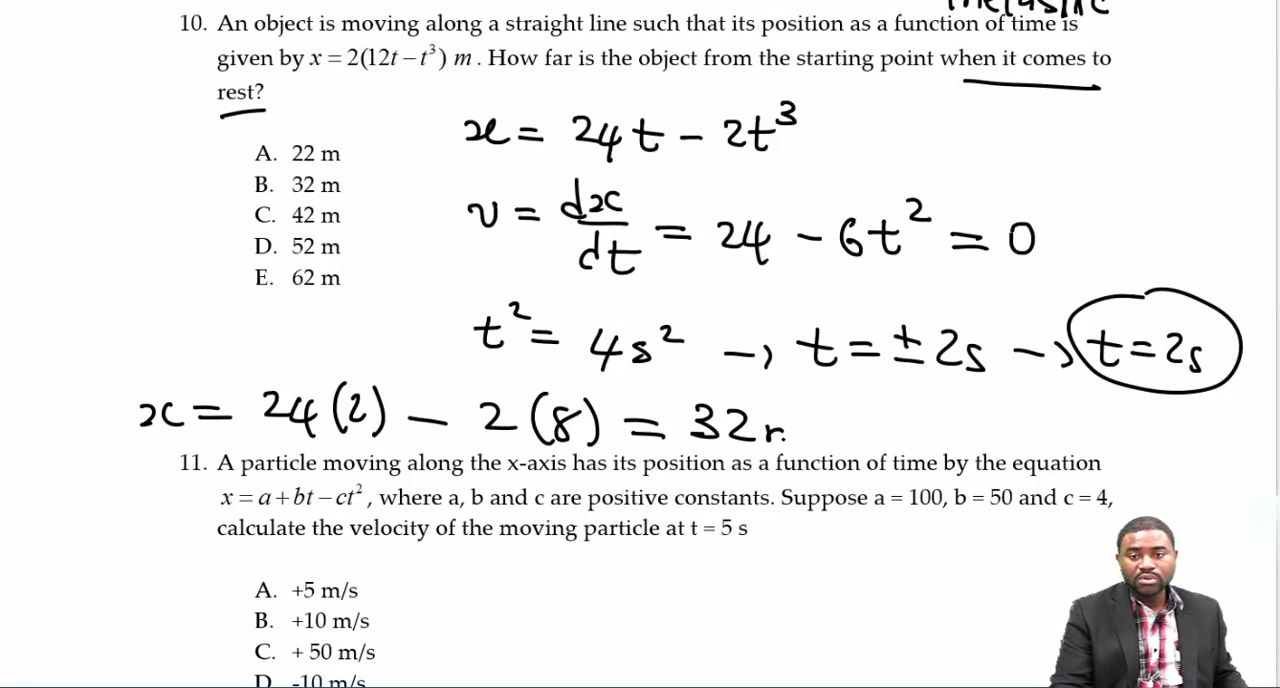 10. An object is moving along a straight line such that its position as a function of time is
given by x = 2(12t − t³) m. How far is the object from the starting point when it comes to
rest?
x = 24t − 2t³
A. 22 m
B. 32 m
v = dx/dt = 24 − 6t² = 0
C. 42 m
D. 52 m
E. 62 m
t² = 4s² → t = ±2s → t = 2s
x = 24(2) − 2(8) = 32
11. A particle moving along the x-axis has its position as a function of time by the equation
x = a + bt − ct², where a, b and c are positive constants. Suppose a = 100, b = 50 and c = 4,
calculate the velocity of the moving particle at t = 5 s
A. +5 m/s
B. +10 m/s
C. + 50 m/s
D. -10 m/s